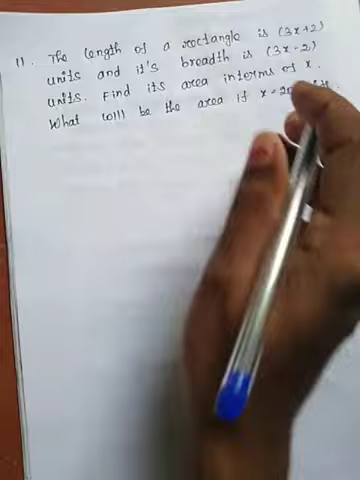 11. The length of a rectangle is (3x+2)
units and it's breadth is (3x-2)
units. Find its area interms of x.
What will be the area if x = 20